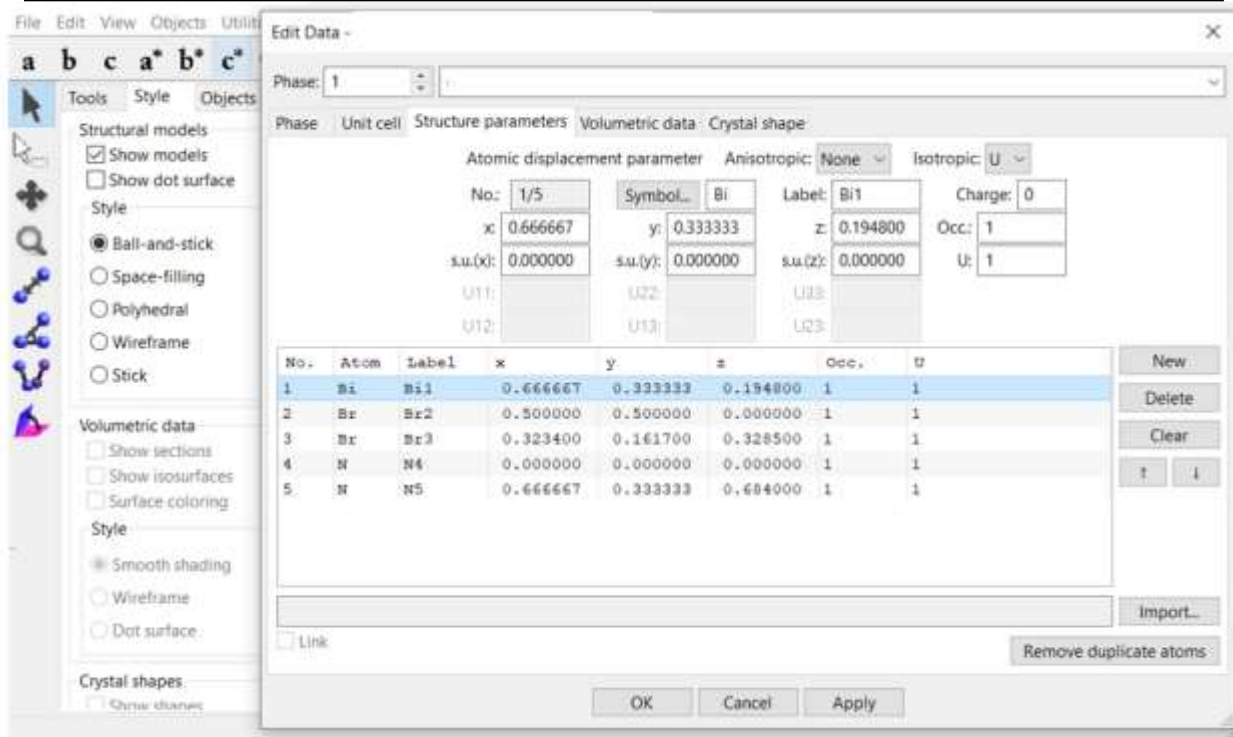 File Edit View Objects Utiliti
a b c a* b* c*
Tools Style Objects
Structural models
Show models
Show dot surface
Style
Ball-and-stick
Space-filling
Polyhedral
Wireframe
Stick
Volumetric data
Show sections
Show isosurfaces
Surface coloring
Style
Smooth shading
Wireframe
Dot surface
Crystal shapes
Show shapes
Edit Data -
Phase: 1
Phase Unit cell Structure parameters Volumetric data Crystal shape
Atomic displacement parameter Anisotropic: None Isotropic: U
No.: 1/5 Symbol... Bi Label: Bi1 Charge: 0
x: 0.666667 y: 0.333333 z: 0.194800 Occ.: 1
s.u.(x): 0.000000 s.u.(y): 0.000000 s.u.(z): 0.000000 U: 1
U11: U22: U33:
U12: U13: U23:
No. Atom Label x y z Occ. U
1 Bi Bi1 0.666667 0.333333 0.194800 1 1
2 Br Br2 0.500000 0.500000 0.000000 1 1
3 Br Br3 0.323400 0.161700 0.328500 1 1
4 N N4 0.000000 0.000000 0.000000 1 1
5 N N5 0.666667 0.333333 0.684000 1 1
New
Delete
Clear
↑ ↓
Import...
Link
Remove duplicate atoms
OK Cancel Apply